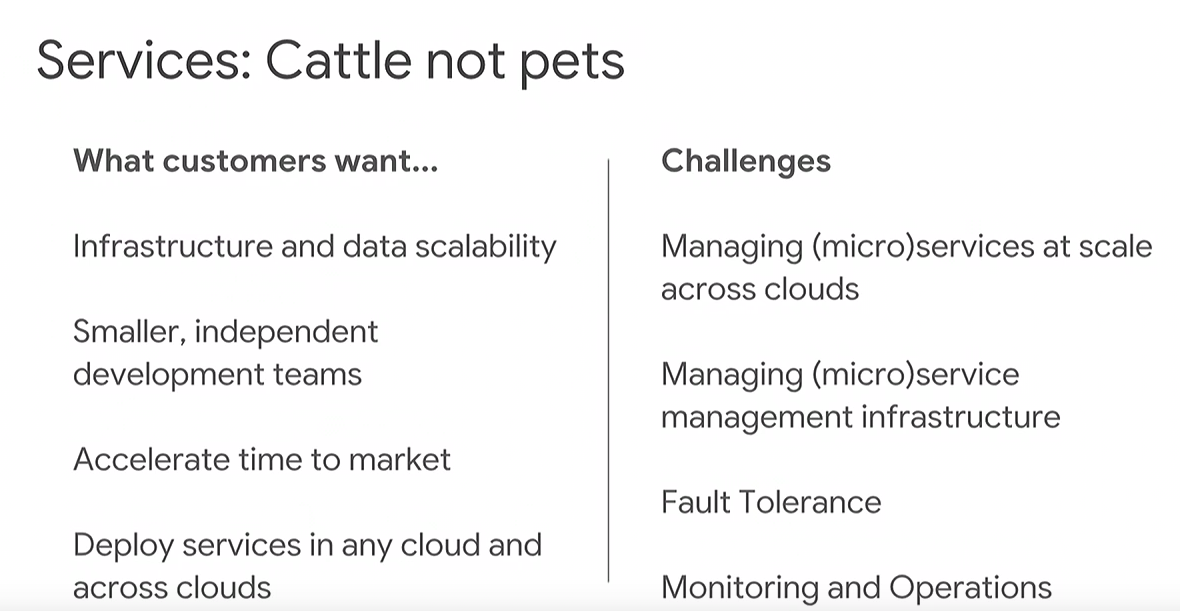 Services: Cattle not pets
What customers want...
Infrastructure and data scalability
Smaller, independent
development teams
Accelerate time to market
Deploy services in any cloud and
across clouds
Challenges
Managing (micro)services at scale
across clouds
Managing (micro)service
management infrastructure
Fault Tolerance
Monitoring and Operations